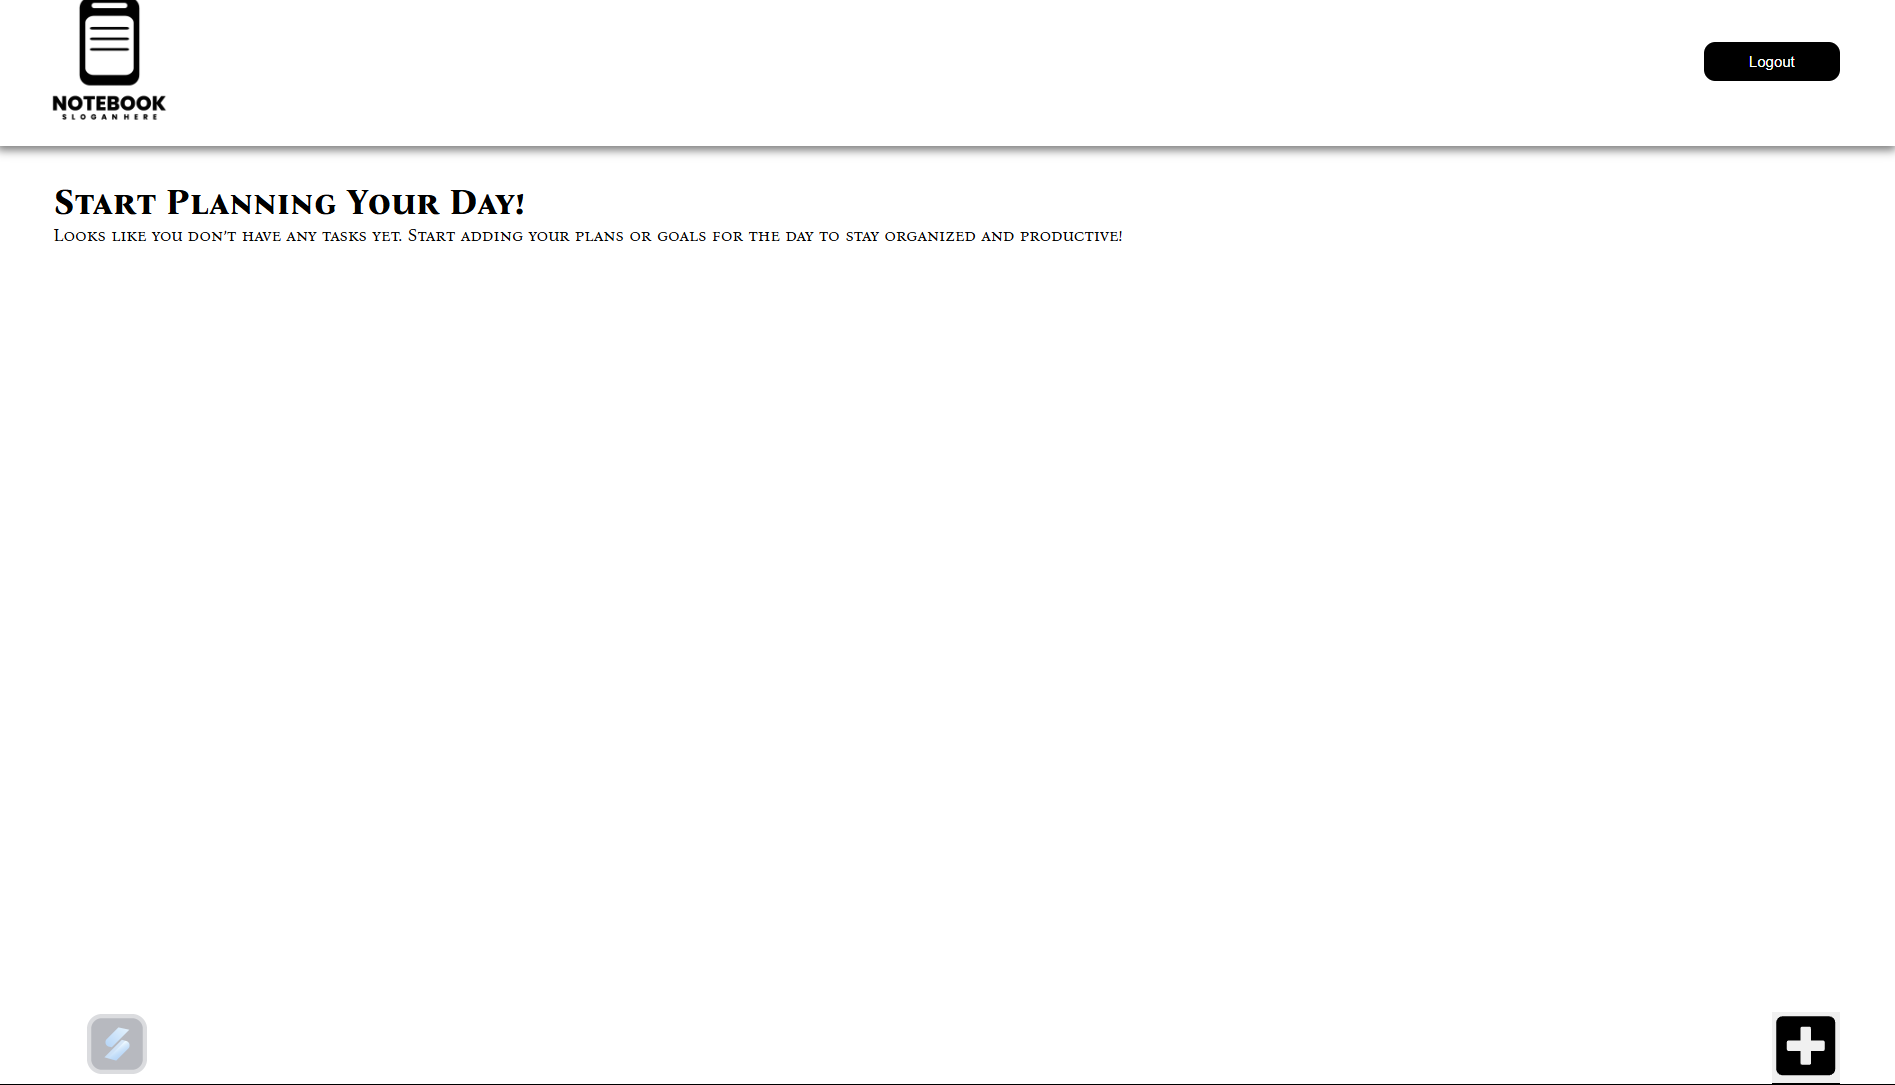 NOTEBOOK
SLOGAN HERE
Logout
Start Planning Your Day!
Looks like you don't have any tasks yet. Start adding your plans or goals for the day to stay organized and productive!